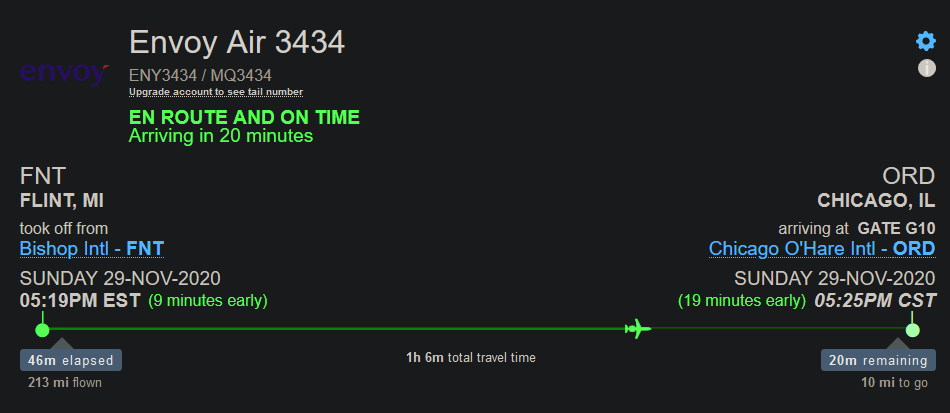 Envoy Air 3434
envoy
ENY3434 / MQ3434
Upgrade account to see tail number
EN ROUTE AND ON TIME
Arriving in 20 minutes
FNT
FLINT, MI
took off from
Bishop Intl - FNT
SUNDAY 29-NOV-2020
05:19PM EST (9 minutes early)
ORD
CHICAGO, IL
arriving at GATE G10
Chicago O'Hare Intl - ORD
SUNDAY 29-NOV-2020
(19 minutes early) 05:25PM CST
46m elapsed
213 mi flown
1h 6m total travel time
20m remaining
10 mi to go